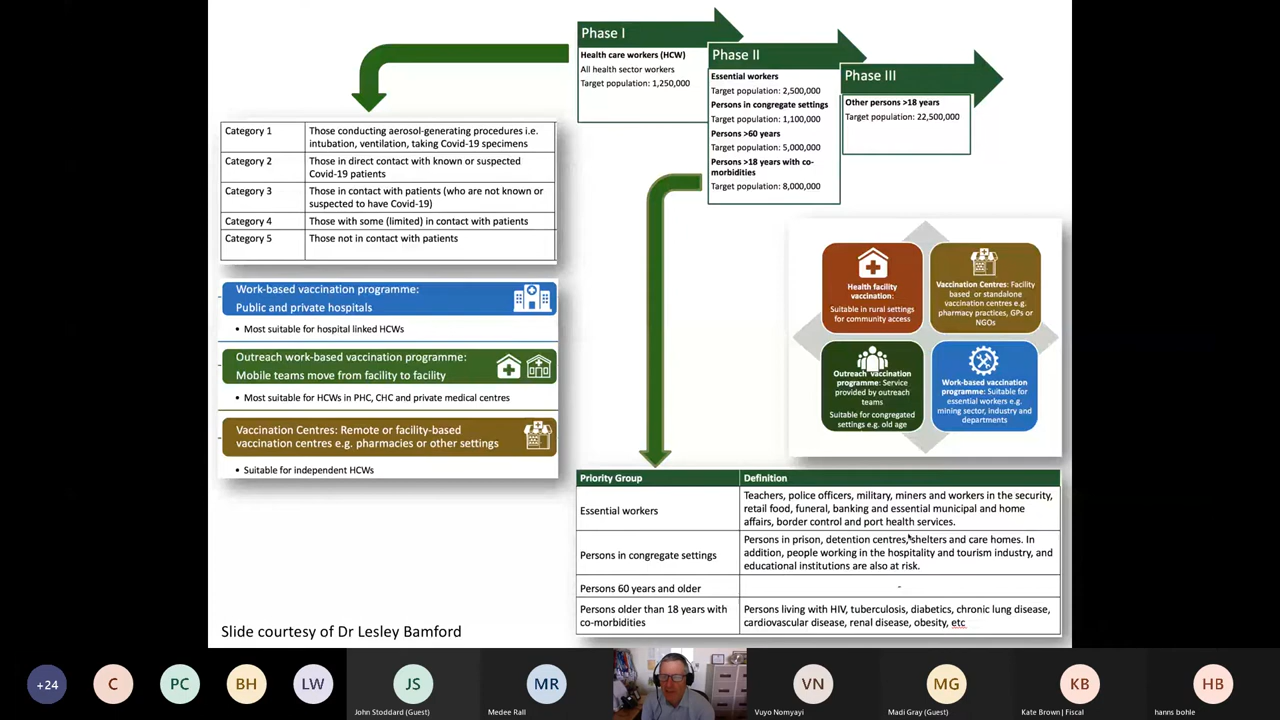 Phase I
Health care workers (HCW)
All health sector workers
Target population: 1,250,000
Phase II
Essential workers
Target population: 2,500,000
Persons in congregate settings
Target population: 1,100,000
Persons >60 years
Target population: 5,000,000
Persons >18 years with co-
morbidities
Target population: 8,000,000
Phase III
Other persons >18 years
Target population: 22,500,000
Category 1
Those conducting aerosol-generating procedures i.e.
intubation, ventilation, taking Covid-19 specimens
Category 2
Those in direct contact with known or suspected
Covid-19 patients
Category 3
Those in contact with patients (who are not known or
suspected to have Covid-19)
Category 4
Those with some (limited) in contact with patients
Category 5
Those not in contact with patients
Work-based vaccination programme:
Public and private hospitals
• Most suitable for hospital linked HCWs
Outreach work-based vaccination programme:
Mobile teams move from facility to facility
• Most suitable for HCWs in PHC, CHC and private medical centres
Vaccination Centres: Remote or facility-based
vaccination centres e.g. pharmacies or other settings
• Suitable for independent HCWs
Health facility
vaccination:
Suitable in rural settings
for community access
Vaccination Centres: Facility
based or standalone
vaccination centres e.g.
pharmacy practices, GPs or
NGOs
Outreach vaccination
programme: Service
provided by outreach
teams
Suitable for congregated
settings e.g. old age
Work-based vaccination
programme: Suitable for
essential workers e.g.
mining sector, industry and
departments
Priority Group
Definition
Essential workers
Teachers, police officers, military, miners and workers in the security,
retail food, funeral, banking and essential municipal and home
affairs, border control and port health services.
Persons in congregate settings
Persons in prison, detention centres, shelters and care homes. In
addition, people working in the hospitality and tourism industry, and
educational institutions are also at risk.
Persons 60 years and older
-
Persons older than 18 years with
co-morbidities
Persons living with HIV, tuberculosis, diabetics, chronic lung disease,
cardiovascular disease, renal disease, obesity, etc
Slide courtesy of Dr Lesley Bamford
+24
C
PC
BH
LW
JS
John Stoddard (Guest)
MR
Medee Rall
VN
Vuyo Nomyayi
MG
Madi Gray (Guest)
KB
Kate Brown | Fiscal
HB
hanns bohle